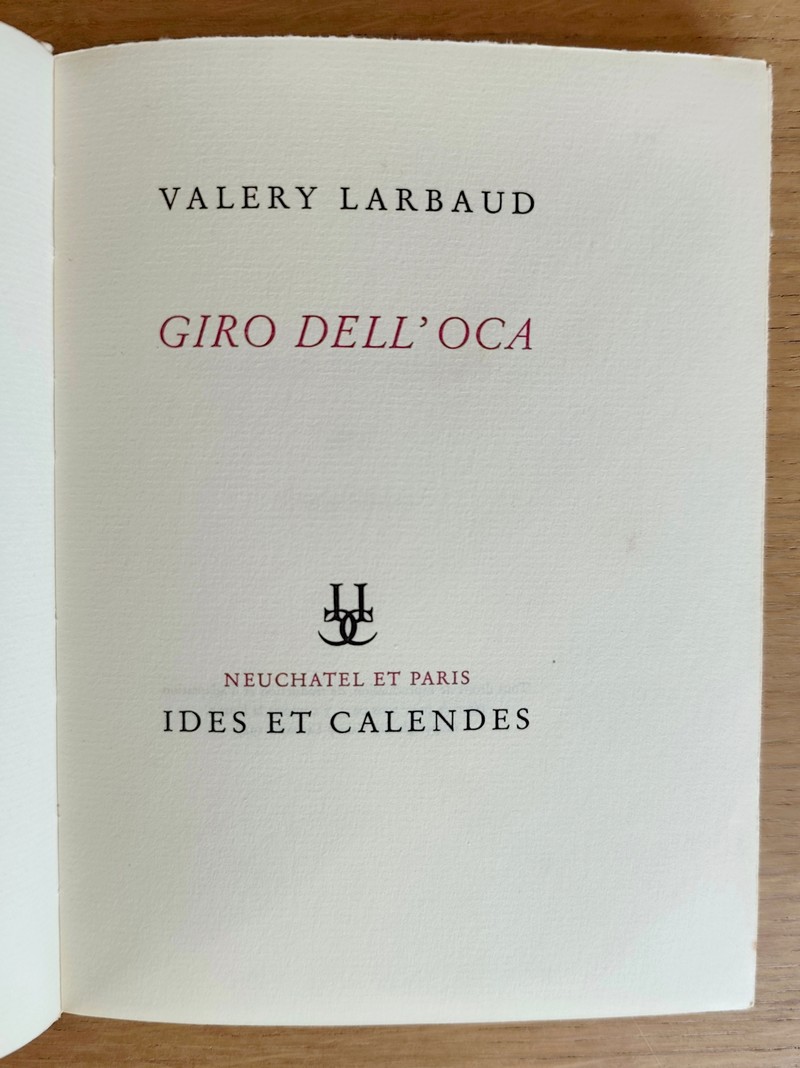 VALERY LARBAUD
GIRO DELL'OCA
NEUCHATEL ET PARIS
IDES ET CALENDES